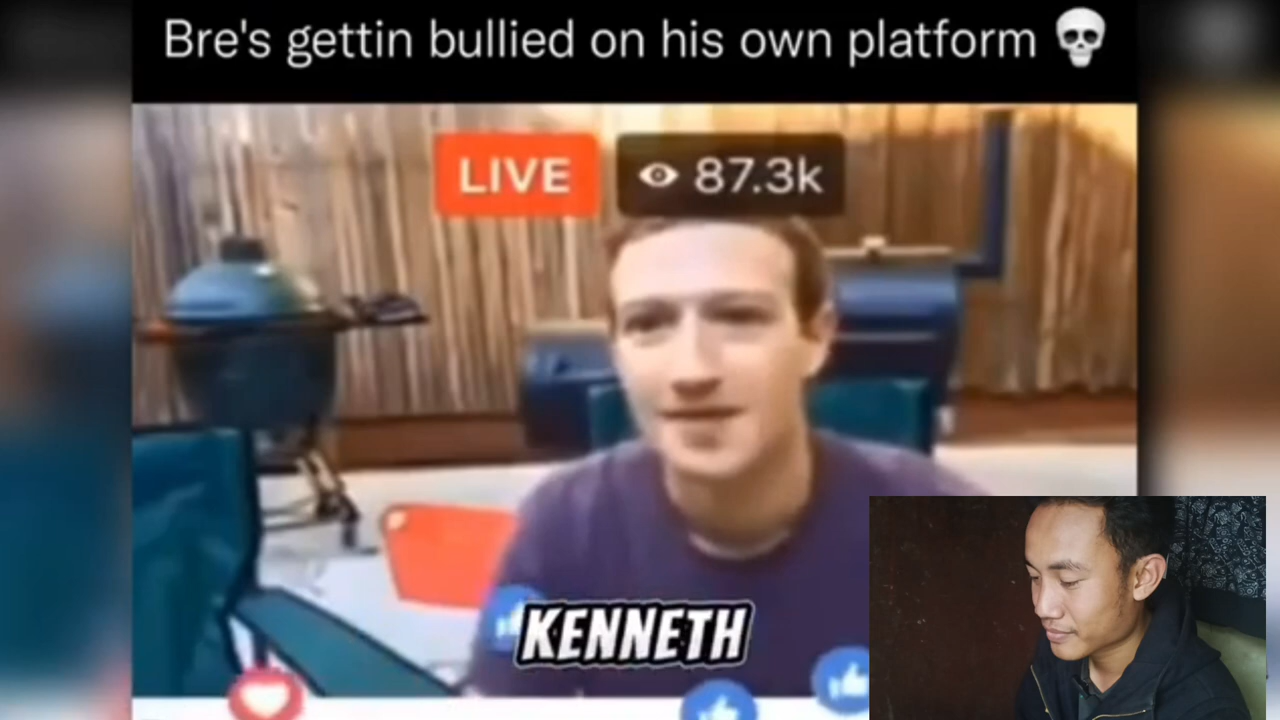 Bre's gettin bullied on his own platform 💀
LIVE 87.3k
KENNETH